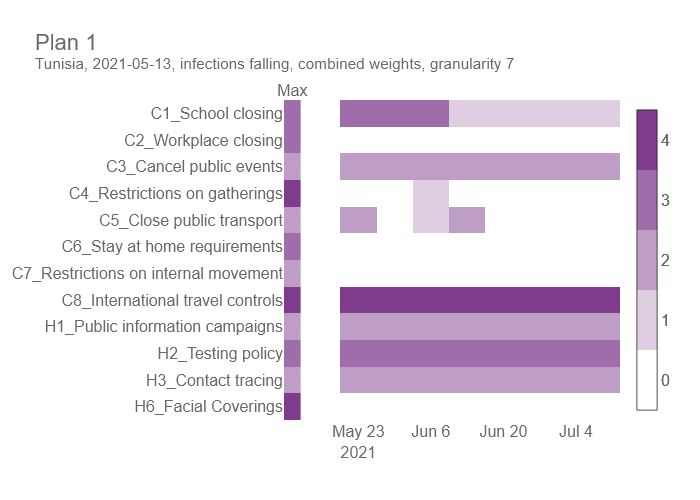 Plan 1
Tunisia, 2021-05-13, infections falling, combined weights, granularity 7
Max
C1_School closing
C2_Workplace closing
C3_Cancel public events
C4_Restrictions on gatherings
C5_Close public transport
C6_Stay at home requirements
C7_Restrictions on internal movement
C8_International travel controls
H1_Public information campaigns
H2_Testing policy
H3_Contact tracing
H6_Facial Coverings
May 23 Jun 6 Jun 20 Jul 4
2021
4
3
2
1
0